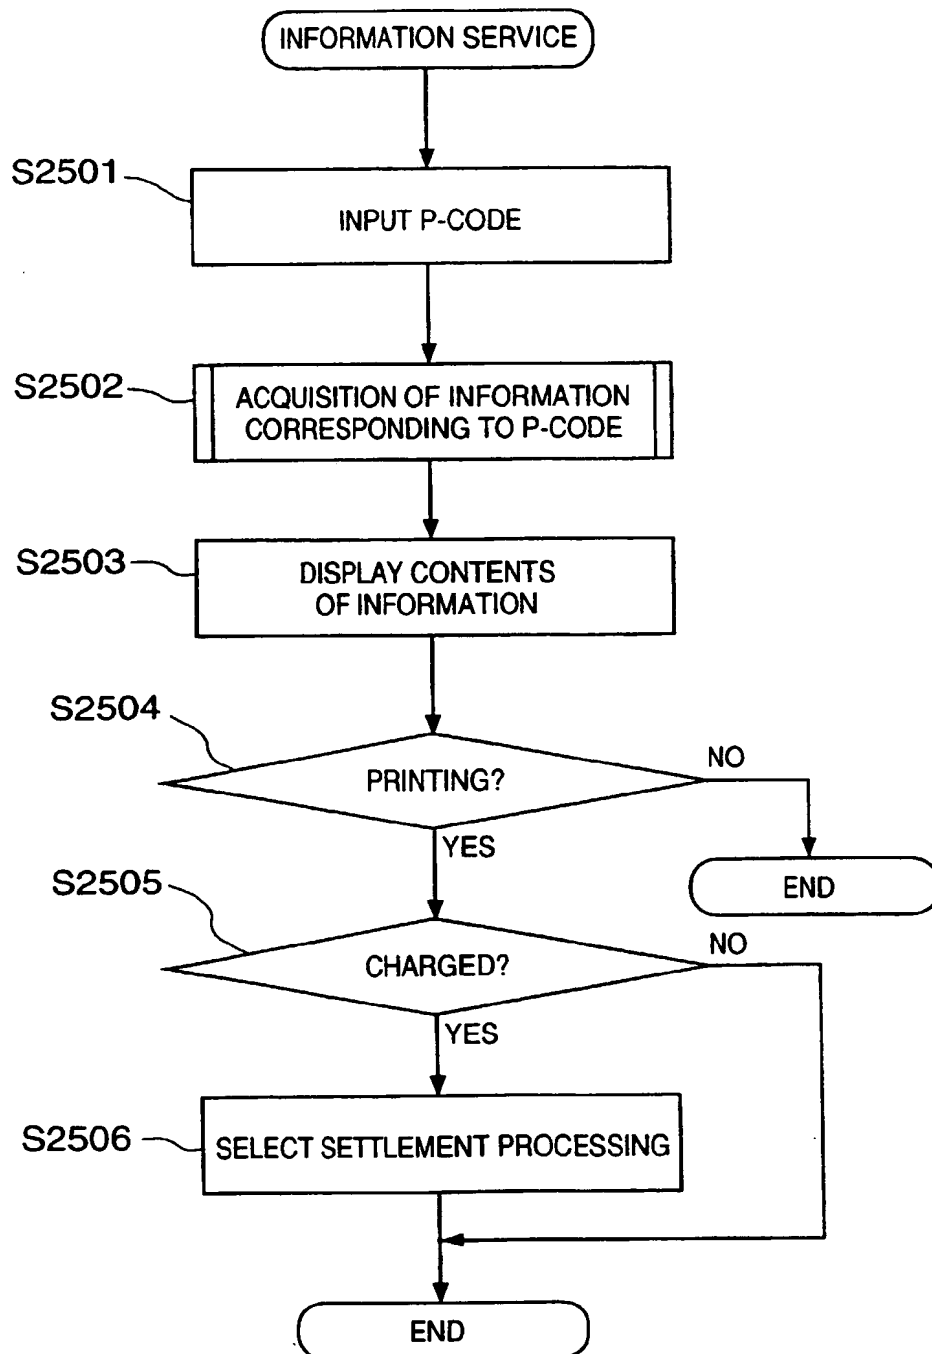 INFORMATION SERVICE
S2501
INPUT P-CODE
S2502
ACQUISITION OF INFORMATION
CORRESPONDING TO P-CODE
S2503
DISPLAY CONTENTS
OF INFORMATION
S2504
PRINTING?
NO
YES
END
S2505
CHARGED?
NO
YES
S2506
SELECT SETTLEMENT PROCESSING
END